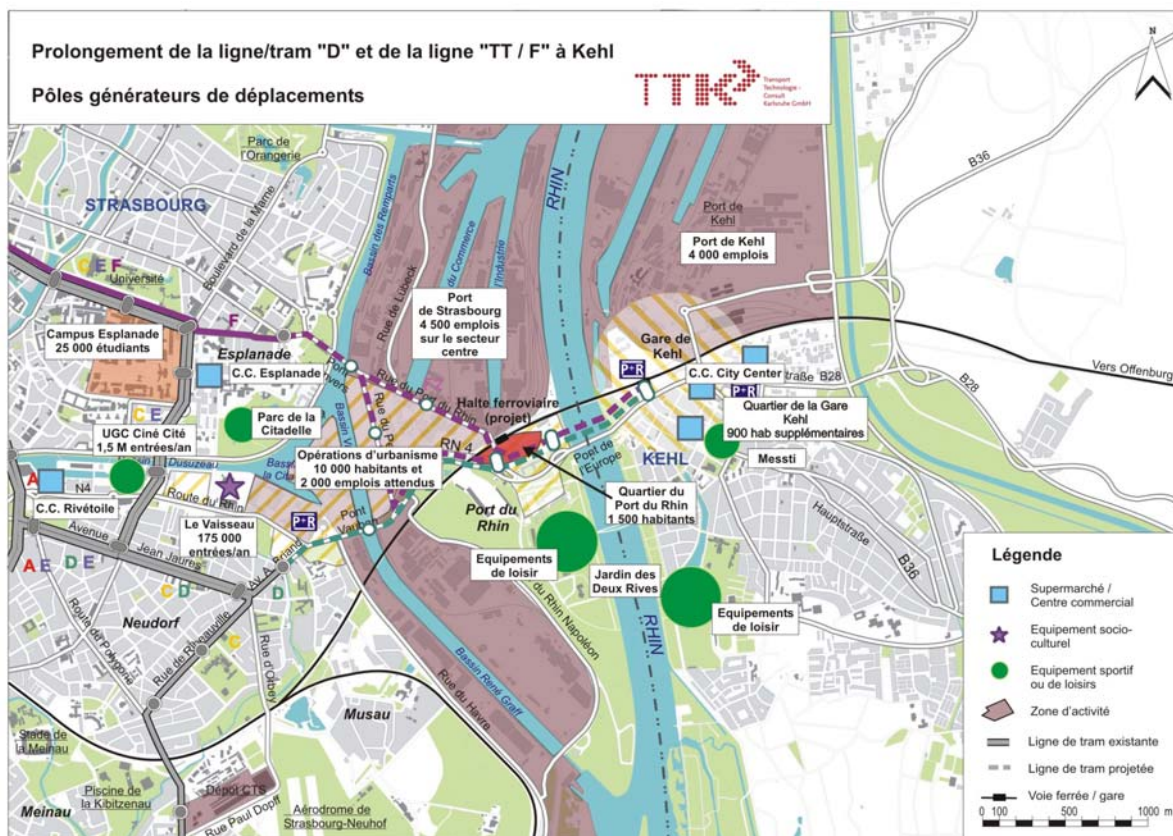 Prolongement de la ligne/tram "D" et de la ligne "TT / F" à Kehl
Pôles générateurs de déplacements
TTK
Transport
Technologie -
Consult
Karlsruhe GmbH
N
Parc de
l'Orangerie
STRASBOURG
Boulevard de la Marne
Bassin des Remparts
RHIN
B36
Port de
Kehl
Port de Kehl
4 000 emplois
C E F
Université
Rue de Lübeck
du Commerce
l'Industrie
Port
de Strasbourg
4 500 emplois
sur le secteur
centre
Campus Esplanade
25 000 étudiants
F
Esplanade
C.C. Esplanade
Gare de
Kehl
P+R
C.C. City Center
P+R
straße B28
Vers Offenburg
B28
Rue du Port du Rhin
Halte ferroviaire
(projet)
C E
Parc de la
Citadelle
UGC Ciné Cité
1,5 M entrées/an
RN 4
Quartier de la Gare
Kehl
900 hab supplémentaires
Opérations d'urbanisme
10 000 habitants et
2 000 emplois attendus
Pont de
l'Europe
KEHL
Messti
Dusuzeau
A
N4
Route du Rhin
C.C. Rivétoile
Le Vaisseau
175 000
entrées/an
P+R
Pont
Vauban
Port du
Rhin
Quartier du
Port du Rhin
1 500 habitants
Hauptstraße
B36
Avenue
Jean Jaurès
Av. A. Briand
A E
D E
C D
D
Equipements
de loisir
Jardin des
Deux Rives
Equipements
de loisir
Neudorf
C
Route de Polygone
Rue d'Orbey
du Rhin Napoléon
RHIN
Bassin René Graff
Rue du Havre
Musau
Stade de
la Meinau
Piscine de
la Kibitzenau
Dépôt CTS
Meinau
Rue Paul Dopff
Aérodrome de
Strasbourg-Neuhof
Légende
Supermarché /
Centre commercial
Equipement socio-
culturel
Equipement sportif
ou de loisirs
Zone d'activité
Ligne de tram existante
Ligne de tram projetée
Voie ferrée / gare
0 100 500 1000 m